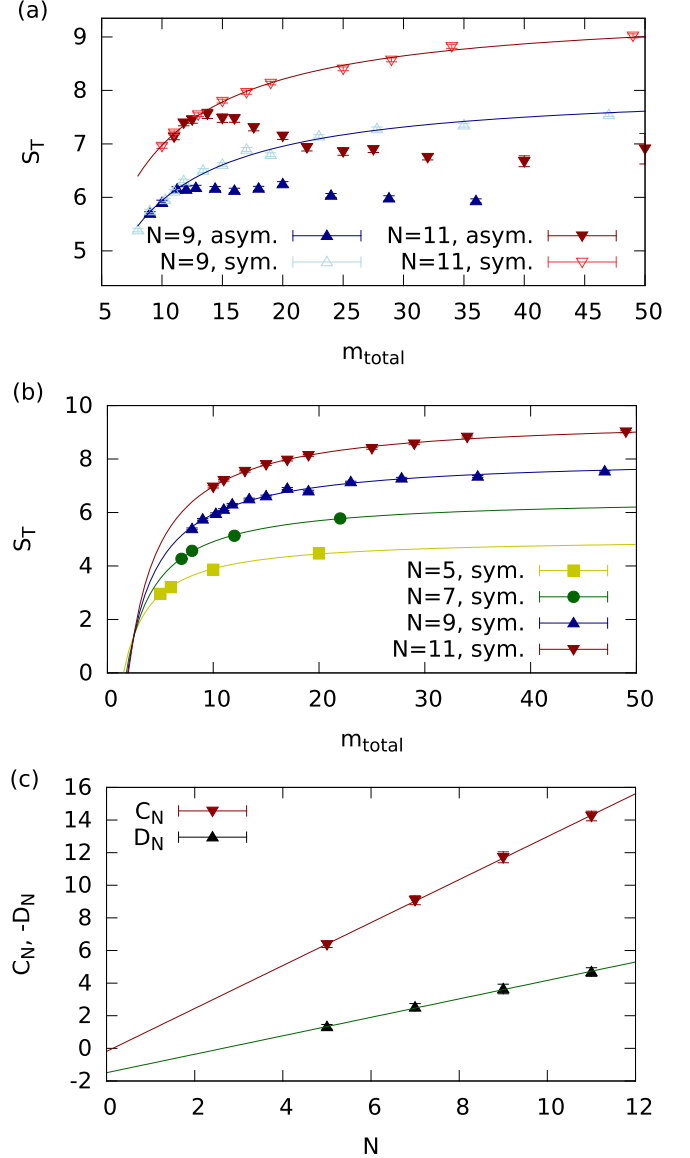 (a)
9
8
7
6
5
S_T
N=9, asym.
N=9, sym.
N=11, asym.
N=11, sym.
5 10 15 20 25 30 35 40 45 50
m_total
(b)
10
8
6
4
2
0
S_T
N=5, sym.
N=7, sym.
N=9, sym.
N=11, sym.
0 10 20 30 40 50
m_total
(c)
16
14
12
10
8
6
4
2
0
-2
C_N, -D_N
C_N
D_N
0 2 4 6 8 10 12
N